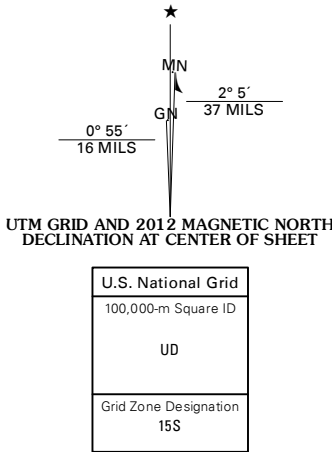 ★
MN
GN
2° 5´
37 MILS
0° 55´
16 MILS
UTM GRID AND 2012 MAGNETIC NORTH
DECLINATION AT CENTER OF SHEET
U.S. National Grid
100,000-m Square ID
UD
Grid Zone Designation
15S